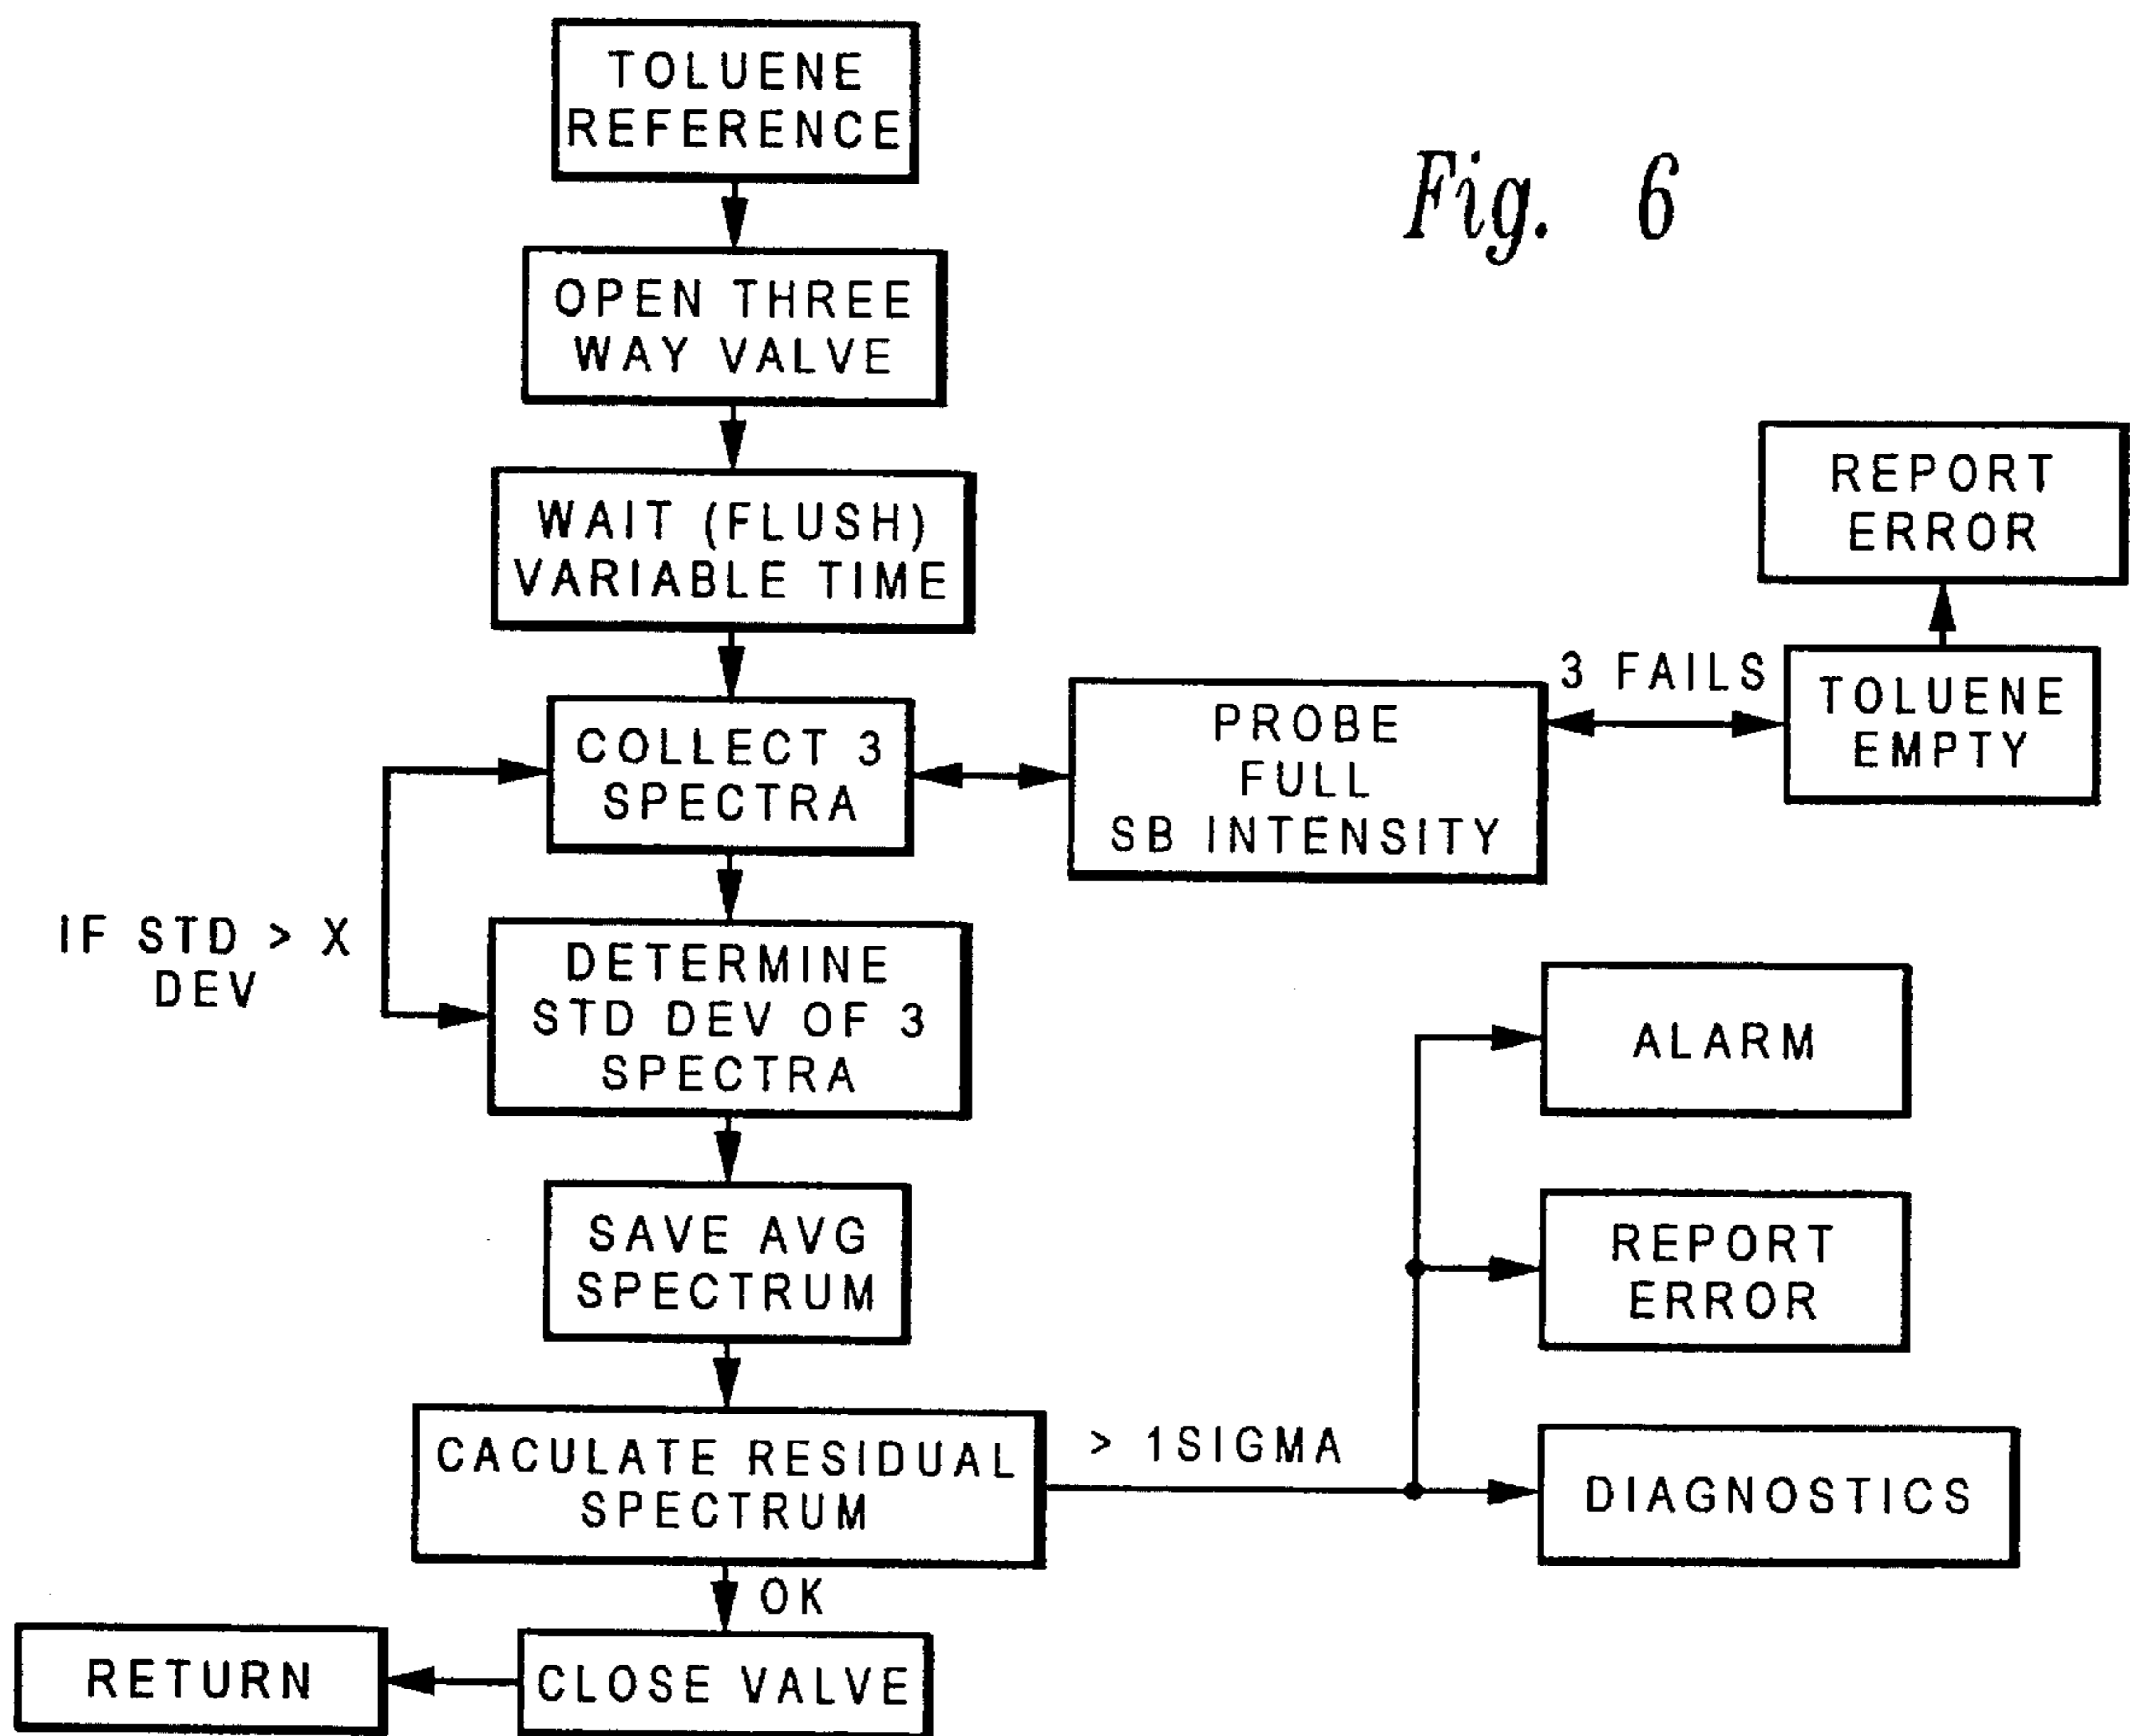 TOLUENE
REFERENCE
Fig. 6
OPEN THREE
WAY VALVE
WAIT (FLUSH)
VARIABLE TIME
REPORT
ERROR
3 FAILS
TOLUENE
EMPTY
PROBE
FULL
SB INTENSITY
COLLECT 3
SPECTRA
IF STD > X
DEV
DETERMINE
STD DEV OF 3
SPECTRA
ALARM
SAVE AVG
SPECTRUM
REPORT
ERROR
CACULATE RESIDUAL
SPECTRUM
> 1SIGMA
DIAGNOSTICS
OK
RETURN
CLOSE VALVE